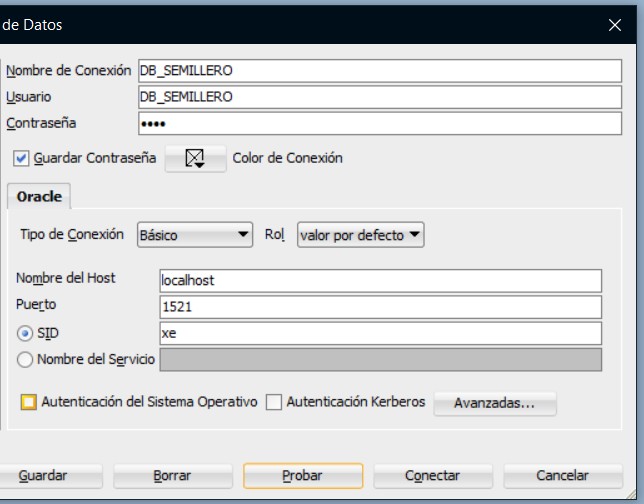 de Datos
Nombre de Conexión DB_SEMILLERO
Usuario DB_SEMILLERO
Contraseña ••••
Guardar Contraseña Color de Conexión
Oracle
Tipo de Conexión Básico Rol valor por defecto
Nombre del Host localhost
Puerto 1521
SID xe
Nombre del Servicio
Autenticación del Sistema Operativo Autenticación Kerberos Avanzadas...
Guardar Borrar Probar Conectar Cancelar